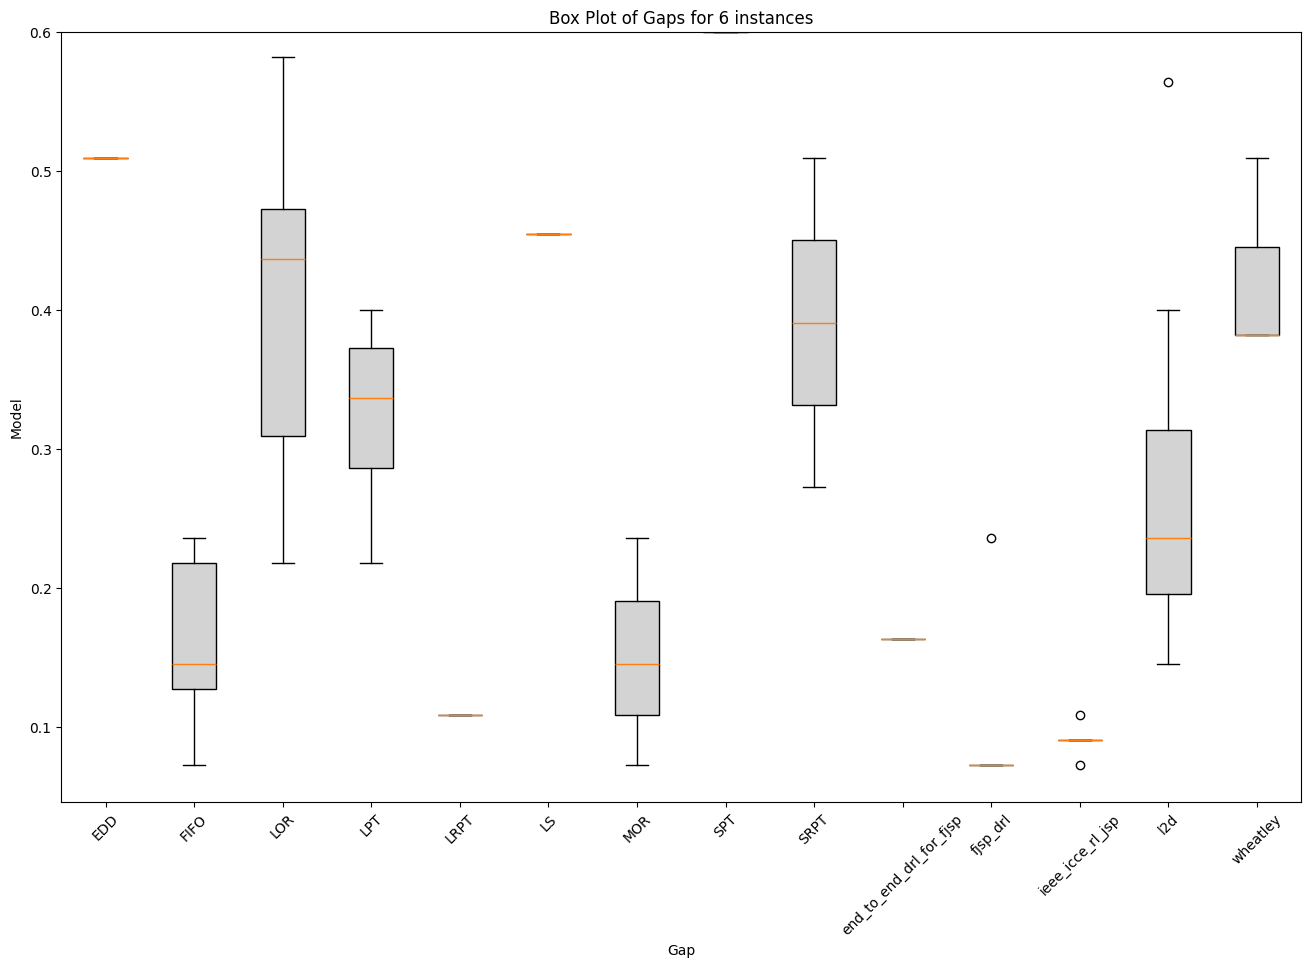 Box Plot of Gaps for 6 instances
0.6
0.5
0.4
0.3
0.2
0.1
Model
EDD
FIFO
LOR
LPT
LRPT
LS
MOR
SPT
SRPT
end_to_end_drl_for_fjsp
fjsp_drl
ieee_icce_rl_jsp
l2d
wheatley
Gap